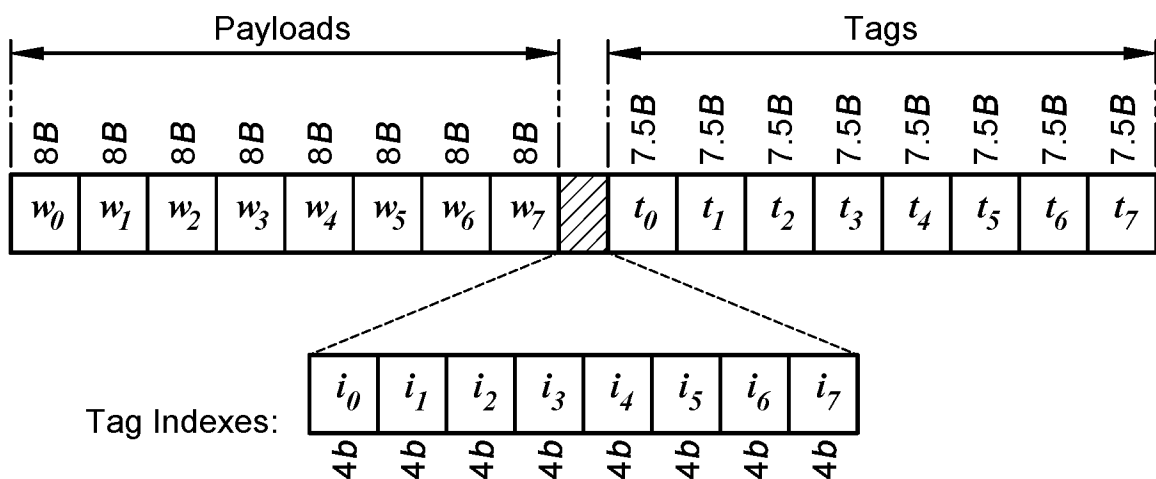 Payloads Tags
8B 8B 8B 8B 8B 8B 8B 8B 7.5B 7.5B 7.5B 7.5B 7.5B 7.5B 7.5B 7.5B
w0 w1 w2 w3 w4 w5 w6 w7 t0 t1 t2 t3 t4 t5 t6 t7
i0 i1 i2 i3 i4 i5 i6 i7
Tag Indexes:
4b 4b 4b 4b 4b 4b 4b 4b